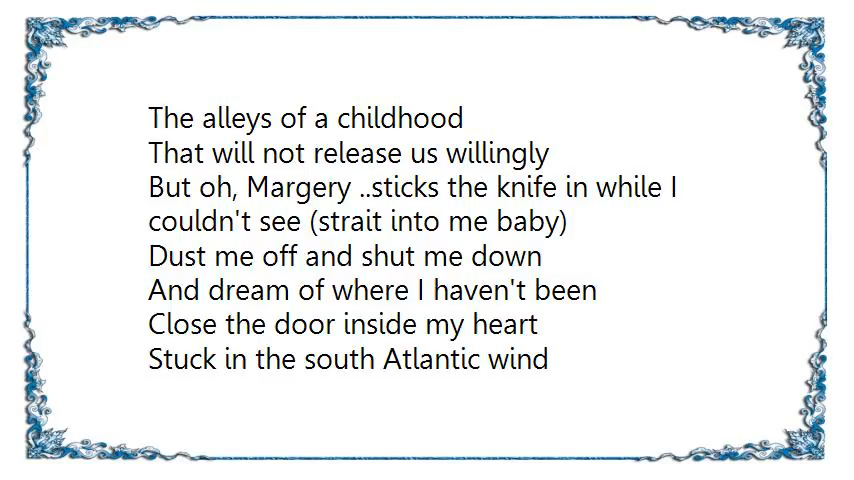 The alleys of a childhood
That will not release us willingly
But oh, Margery ..sticks the knife in while I
couldn't see (strait into me baby)
Dust me off and shut me down
And dream of where I haven't been
Close the door inside my heart
Stuck in the south Atlantic wind